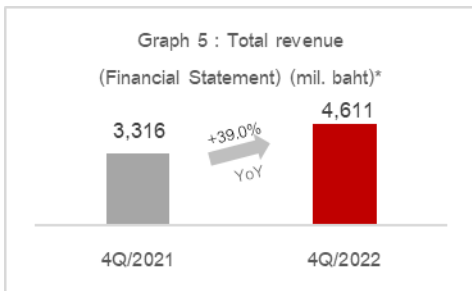 Graph 5 : Total revenue
(Financial Statement) (mil. baht)*
4,611
3,316
+39.0%
YoY
4Q/2021
4Q/2022